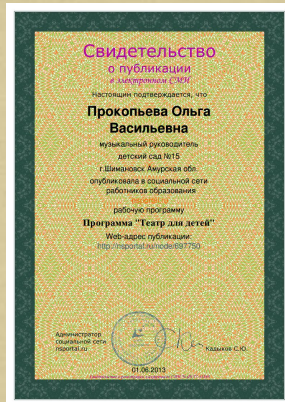 Свидетельство
о публикации
в электронном СМИ
Настоящим подтверждается, что
Прокопьева Ольга
Васильевна
музыкальный руководитель
детский сад №15
г.Шимановск Амурская обл
опубликовала в социальной сети
работников образования
nsportal.ru
рабочую программу
Программа "Театр для детей"
Web-адрес публикации:
http://nsportal.ru/node/697750
Администратор
социальной сети
nsportal.ru
Кадыков С.Ю.
01.06.2013